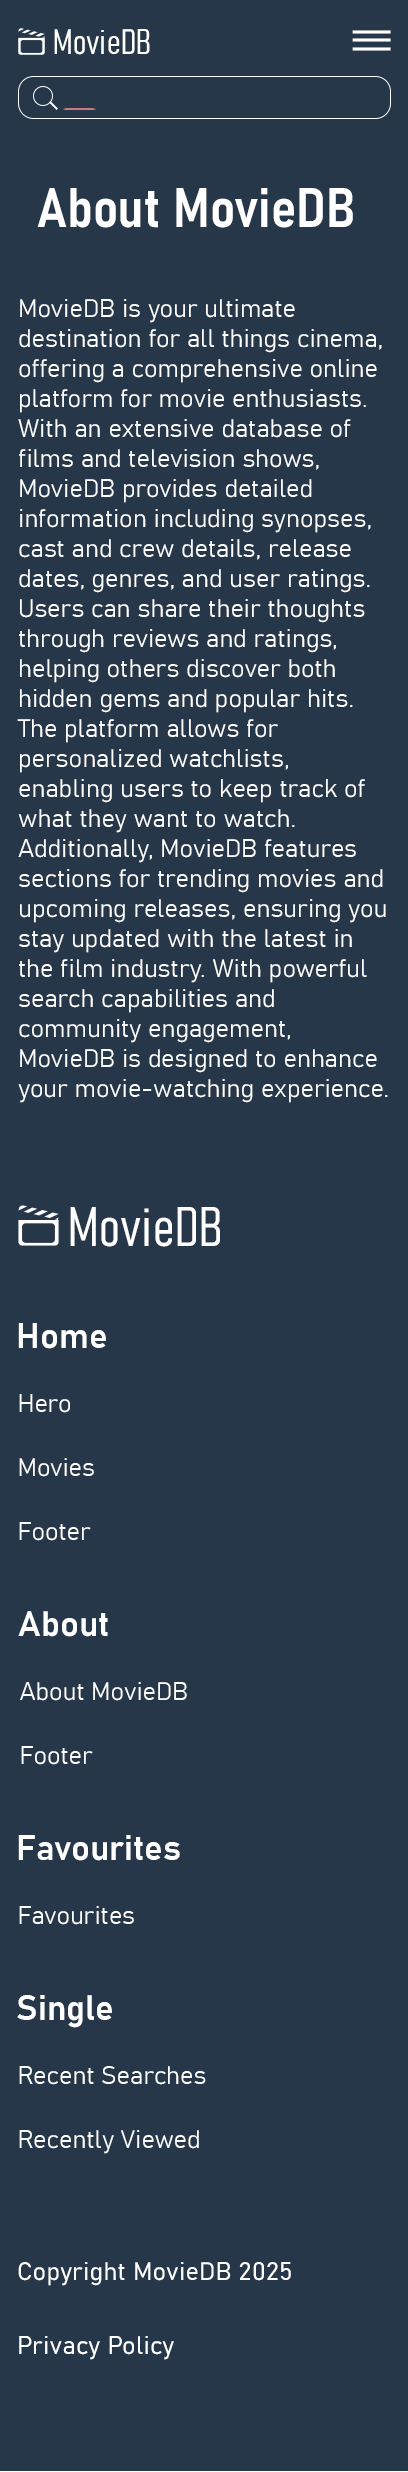 MovieDB
About MovieDB
MovieDB is your ultimate
destination for all things cinema,
offering a comprehensive online
platform for movie enthusiasts.
With an extensive database of
films and television shows,
MovieDB provides detailed
information including synopses,
cast and crew details, release
dates, genres, and user ratings.
Users can share their thoughts
through reviews and ratings,
helping others discover both
hidden gems and popular hits.
The platform allows for
personalized watchlists,
enabling users to keep track of
what they want to watch.
Additionally, MovieDB features
sections for trending movies and
upcoming releases, ensuring you
stay updated with the latest in
the film industry. With powerful
search capabilities and
community engagement,
MovieDB is designed to enhance
your movie-watching experience.
MovieDB
Home
Hero
Movies
Footer
About
About MovieDB
Footer
Favourites
Favourites
Single
Recent Searches
Recently Viewed
Copyright MovieDB 2025
Privacy Policy